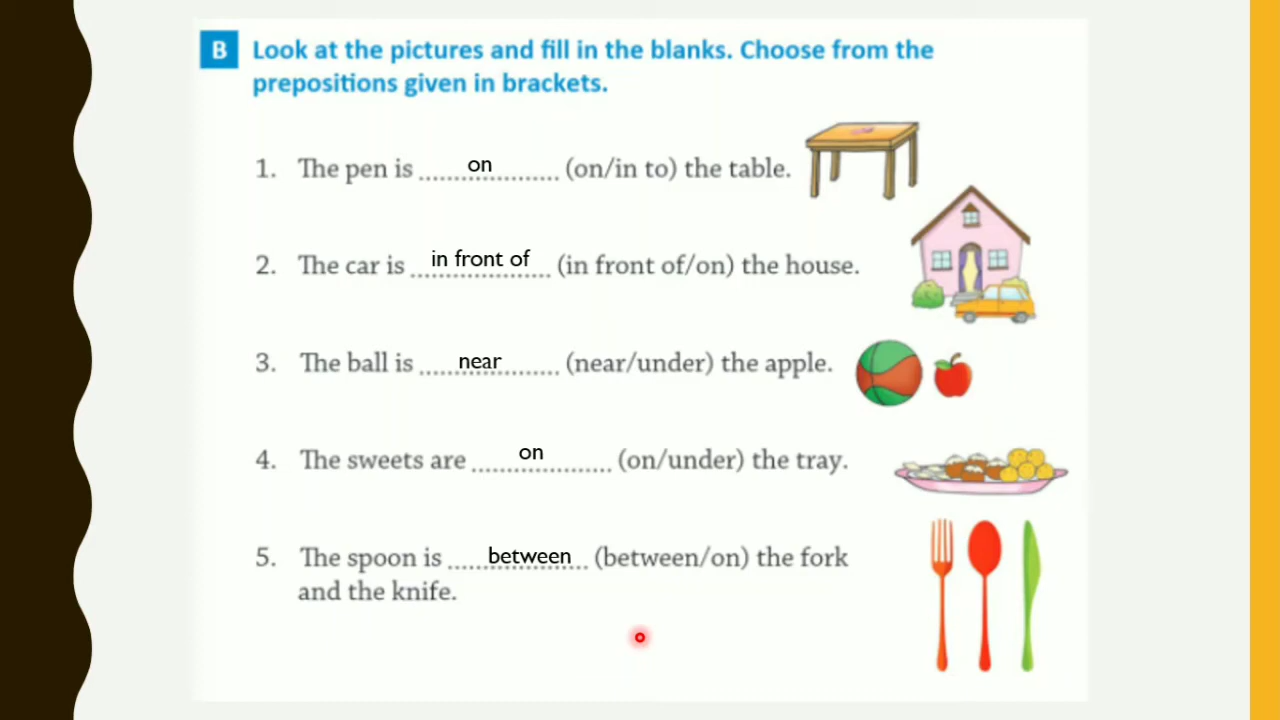 B Look at the pictures and fill in the blanks. Choose from the
prepositions given in brackets.
1. The pen is ....... on ....... (on/in to) the table.
2. The car is ....... in front of ....... (in front of/on) the house.
3. The ball is ....... near ....... (near/under) the apple.
4. The sweets are ....... on ....... (on/under) the tray.
5. The spoon is ....... between ....... (between/on) the fork
and the knife.